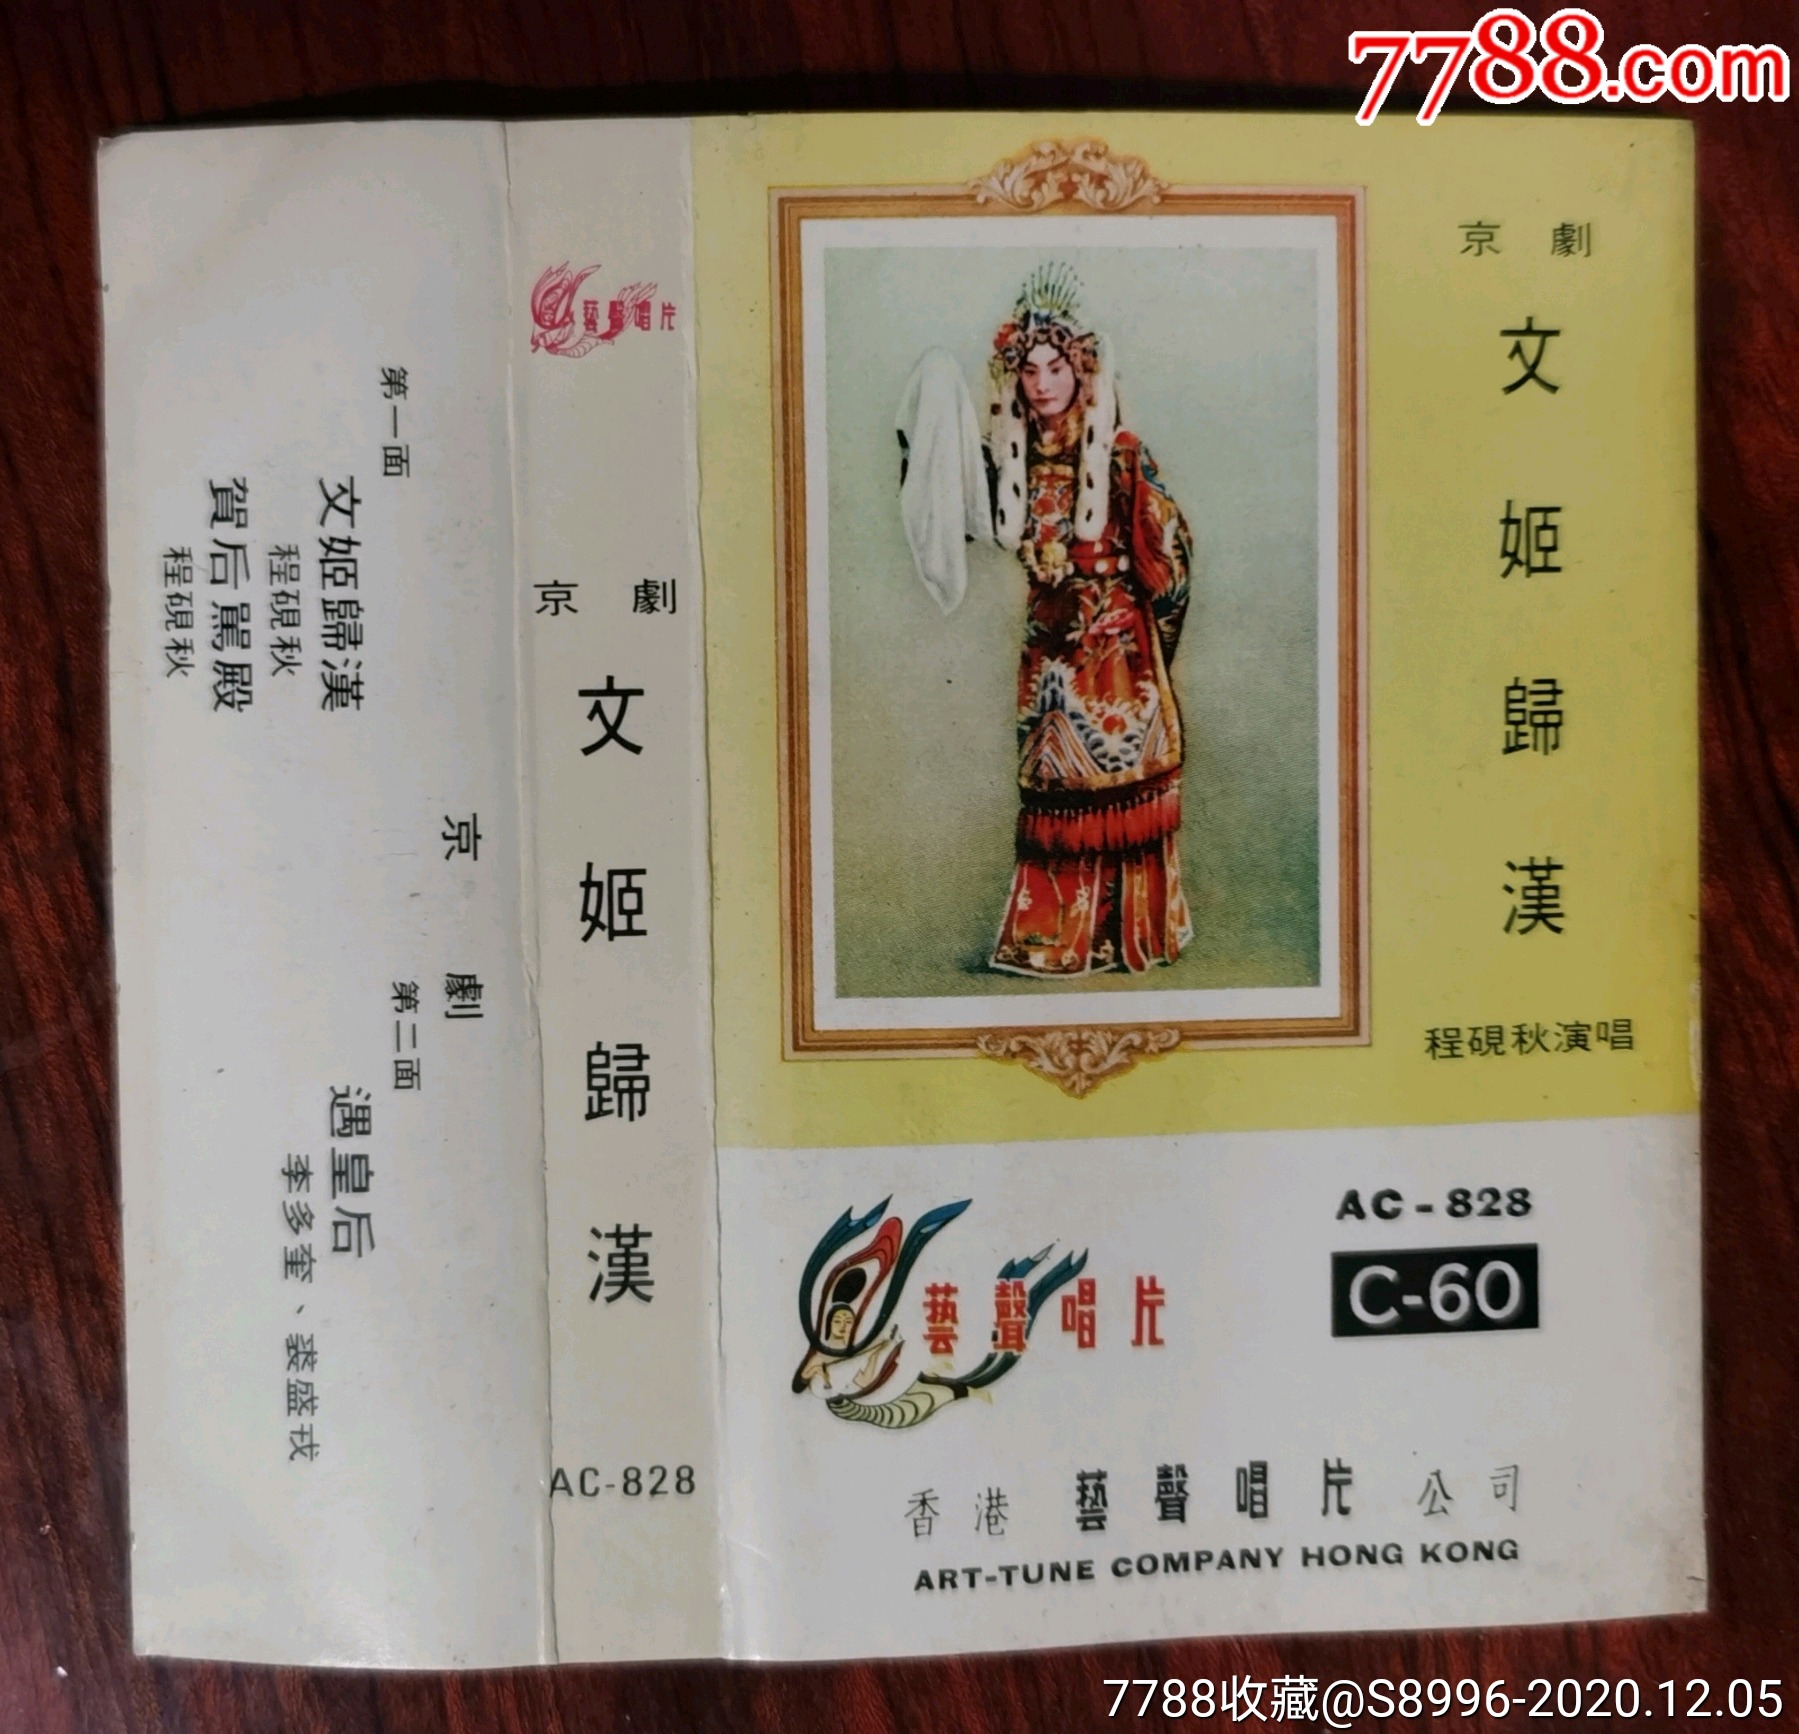 7788.com
京劇
文姬歸漢
程硯秋演唱
AC-828
C-60
藝聲唱片
香港藝聲唱片公司
ART-TUNE COMPANY HONG KONG
藝聲唱片
京劇
文姬歸漢
AC-828
京劇
第一面
文姬歸漢
程硯秋
賀后駡殿
程硯秋
第二面
遇皇后
李多奎、裘盛戎
7788收藏@S8996-2020.12.05